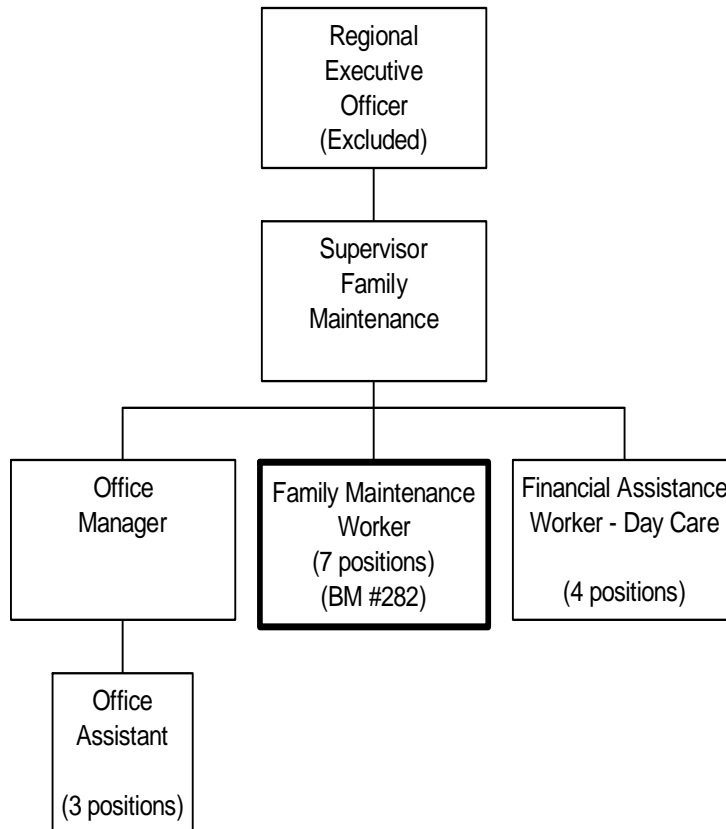 Regional
Executive
Officer
(Excluded)
Supervisor
Family
Maintenance
Office
Manager
Family Maintenance
Worker
(7 positions)
(BM #282)
Financial Assistance
Worker - Day Care
(4 positions)
Office
Assistant
(3 positions)